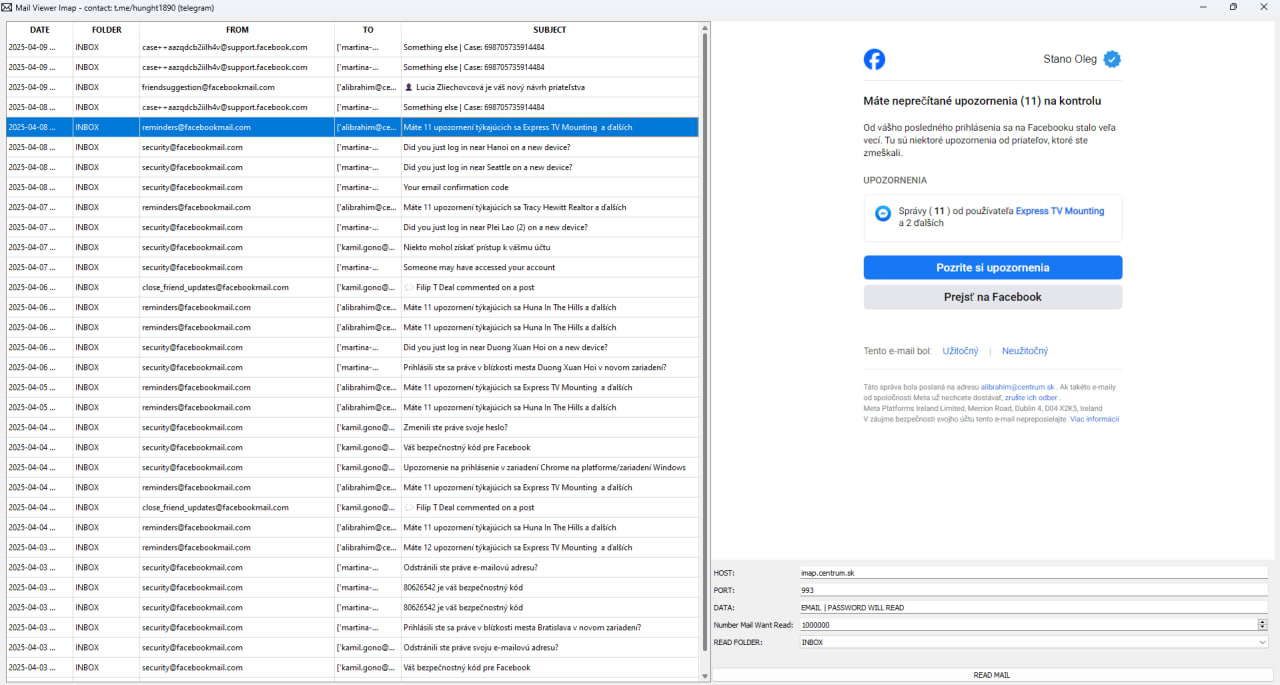 Mail Viewer Imap - contact: t.me/hunght1890 (telegram)
DATE FOLDER FROM TO SUBJECT
2025-04-09 ... INBOX case++aazqdcb2iilh4v@support.facebook.com ['martina-... Something else | Case: 698705735914484
2025-04-09 ... INBOX case++aazqdcb2iilh4v@support.facebook.com ['martina-... Something else | Case: 698705735914484
2025-04-09 ... INBOX friendsuggestion@facebookmail.com ['alibrahim@ce... 👤 Lucia Zliechovcová je váš nový návrh priateľstva
2025-04-08 ... INBOX case++aazqdcb2iilh4v@support.facebook.com ['martina-... Something else | Case: 698705735914484
2025-04-08 ... INBOX reminders@facebookmail.com ['alibrahim@ce... Máte 11 upozornení týkajúcich sa Express TV Mounting a ďalších
2025-04-08 ... INBOX security@facebookmail.com ['martina-... Did you just log in near Hanoi on a new device?
2025-04-08 ... INBOX security@facebookmail.com ['martina-... Did you just log in near Seattle on a new device?
2025-04-08 ... INBOX security@facebookmail.com ['martina-... Your email confirmation code
2025-04-07 ... INBOX reminders@facebookmail.com ['alibrahim@ce... Máte 11 upozornení týkajúcich sa Tracy Hewitt Realtor a ďalších
2025-04-07 ... INBOX security@facebookmail.com ['martina-... Did you just log in near Plei Lao (2) on a new device?
2025-04-07 ... INBOX security@facebookmail.com ['kamil.gono@... Niekto mohol získať prístup k vášmu účtu
2025-04-07 ... INBOX security@facebookmail.com ['martina-... Someone may have accessed your account
2025-04-06 ... INBOX close_friend_updates@facebookmail.com ['kamil.gono@... 💬 Filip T Deal commented on a post
2025-04-06 ... INBOX reminders@facebookmail.com ['alibrahim@ce... Máte 11 upozornení týkajúcich sa Huna In The Hills a ďalších
2025-04-06 ... INBOX reminders@facebookmail.com ['alibrahim@ce... Máte 11 upozornení týkajúcich sa Huna In The Hills a ďalších
2025-04-06 ... INBOX security@facebookmail.com ['martina-... Did you just log in near Duong Xuan Hoi on a new device?
2025-04-06 ... INBOX security@facebookmail.com ['martina-... Prihlásili ste sa práve v blízkosti mesta Duong Xuan Hoi v novom zariadení?
2025-04-05 ... INBOX reminders@facebookmail.com ['alibrahim@ce... Máte 11 upozornení týkajúcich sa Express TV Mounting a ďalších
2025-04-05 ... INBOX reminders@facebookmail.com ['alibrahim@ce... Máte 11 upozornení týkajúcich sa Huna In The Hills a ďalších
2025-04-04 ... INBOX security@facebookmail.com ['kamil.gono@... Zmenili ste práve svoje heslo?
2025-04-04 ... INBOX security@facebookmail.com ['kamil.gono@... Váš bezpečnostný kód pre Facebook
2025-04-04 ... INBOX security@facebookmail.com ['kamil.gono@... Upozornenie na prihlásenie v zariadení Chrome na platforme/zariadení Windows
2025-04-04 ... INBOX reminders@facebookmail.com ['alibrahim@ce... Máte 11 upozornení týkajúcich sa Express TV Mounting a ďalších
2025-04-04 ... INBOX close_friend_updates@facebookmail.com ['kamil.gono@... 💬 Filip T Deal commented on a post
2025-04-03 ... INBOX reminders@facebookmail.com ['alibrahim@ce... Máte 11 upozornení týkajúcich sa Huna In The Hills a ďalších
2025-04-03 ... INBOX reminders@facebookmail.com ['alibrahim@ce... Máte 12 upozornení týkajúcich sa Express TV Mounting a ďalších
2025-04-03 ... INBOX security@facebookmail.com ['martina-... Odstránili ste práve e-mailovú adresu?
2025-04-03 ... INBOX security@facebookmail.com ['martina-... 80626542 je váš bezpečnostný kód
2025-04-03 ... INBOX security@facebookmail.com ['martina-... 80626542 je váš bezpečnostný kód
2025-04-03 ... INBOX security@facebookmail.com ['martina-... Prihlásili ste sa práve v blízkosti mesta Bratislava v novom zariadení?
2025-04-03 ... INBOX security@facebookmail.com ['kamil.gono@... Odstránili ste práve svoju e-mailovú adresu?
2025-04-03 ... INBOX security@facebookmail.com ['kamil.gono@... Váš bezpečnostný kód pre Facebook
Stano Oleg
Máte neprečítané upozornenia (11) na kontrolu
Od vášho posledného prihlásenia sa na Facebooku stalo veľa
vecí. Tu sú niektoré upozornenia od priateľov, ktoré ste
zmeškali.
UPOZORNENIA
Správy ( 11 ) od používateľa Express TV Mounting
a 2 ďalších
Pozrite si upozornenia
Prejsť na Facebook
Tento e-mail bol: Užitočný | Neužitočný
Táto správa bola poslaná na adresu alibrahim@centrum.sk . Ak takéto e-maily
od spoločnosti Meta už nechcete dostávať, zrušte ich odber .
Meta Platforms Ireland Limited, Merrion Road, Dublin 4, D04 X2K5, Ireland
V záujme bezpečnosti svojho účtu tento e-mail nepreposielajte. Viac informácií
HOST: imap.centrum.sk
PORT: 993
DATA: EMAIL | PASSWORD WILL READ
Number Mail Want Read: 1000000
READ FOLDER: INBOX
READ MAIL